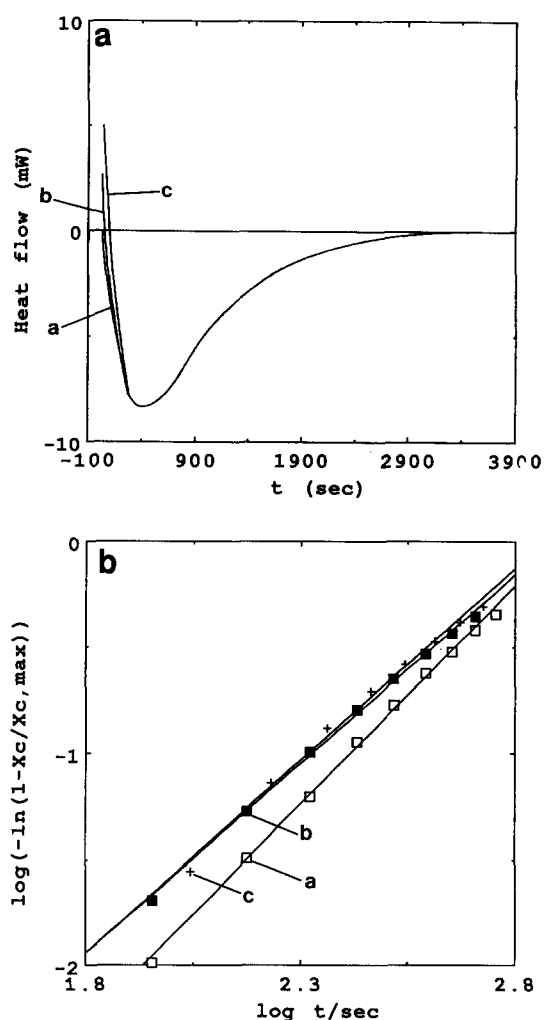 10
a
b
c
0
a
Heat flow (mW)
-10
-100 900 1900 2900 3900
t (sec)
0
b
-1
b
c
a
log(-ln(1-Xc/Xc,max))
-2
1.8 2.3 2.8
log t/sec